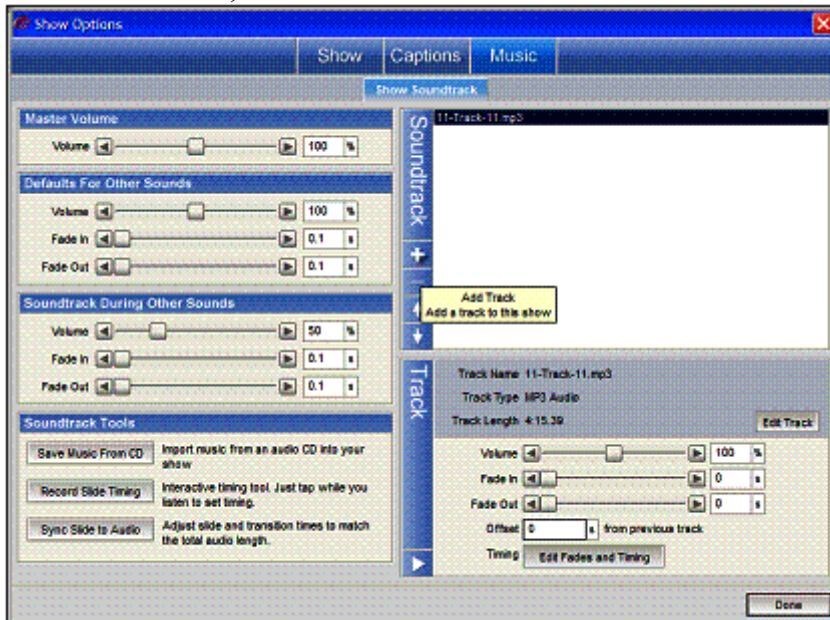 Show Options
Show Captions Music
Show Soundtrack
Master Volume
Volume 100 %
Defaults For Other Sounds
Volume 100 %
Fade In 0.1 s
Fade Out 0.1 s
Soundtrack During Other Sounds
Volume 50 %
Fade In 0.1 s
Fade Out 0.1 s
Soundtrack Tools
Save Music From CD
Import music from an audio CD into your
show
Record Slide Timing
Interactive timing tool. Just tap while you
listen to set timing.
Sync Slide to Audio
Adjust slide and transition times to match
the total audio length.
Soundtrack
11-Track-11.mp3
Add Track
Add a track to this show
Track
Track Name 11-Track-11.mp3
Track Type MP3 Audio
Track Length 4:15.39
Edit Track
Volume 100 %
Fade In 0 s
Fade Out 0 s
Offset 0 s from previous track
Timing Edit Fades and Timing
Done